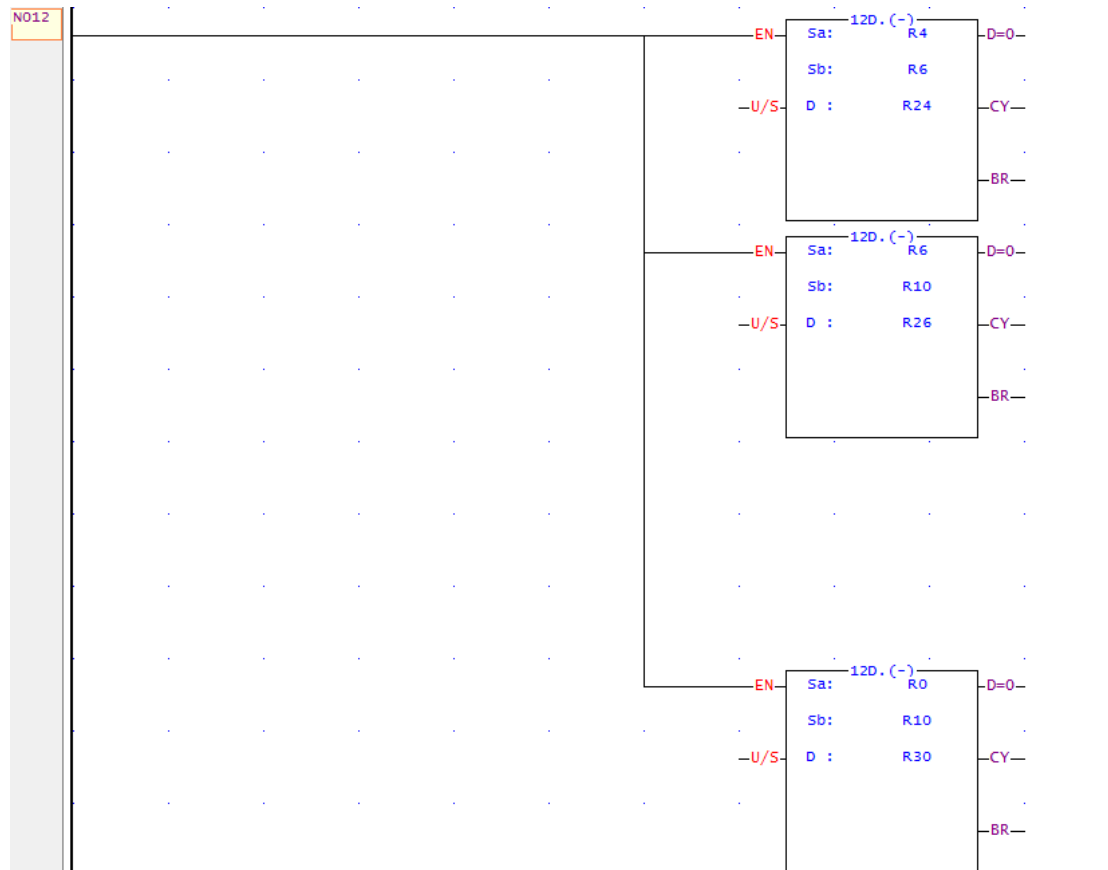 N012
12D.(-)
EN Sa: R4 D=0
Sb: R6
U/S D : R24 CY
BR
12D.(-)
EN Sa: R6 D=0
Sb: R10
U/S D : R26 CY
BR
12D.(-)
EN Sa: R0 D=0
Sb: R10
U/S D : R30 CY
BR